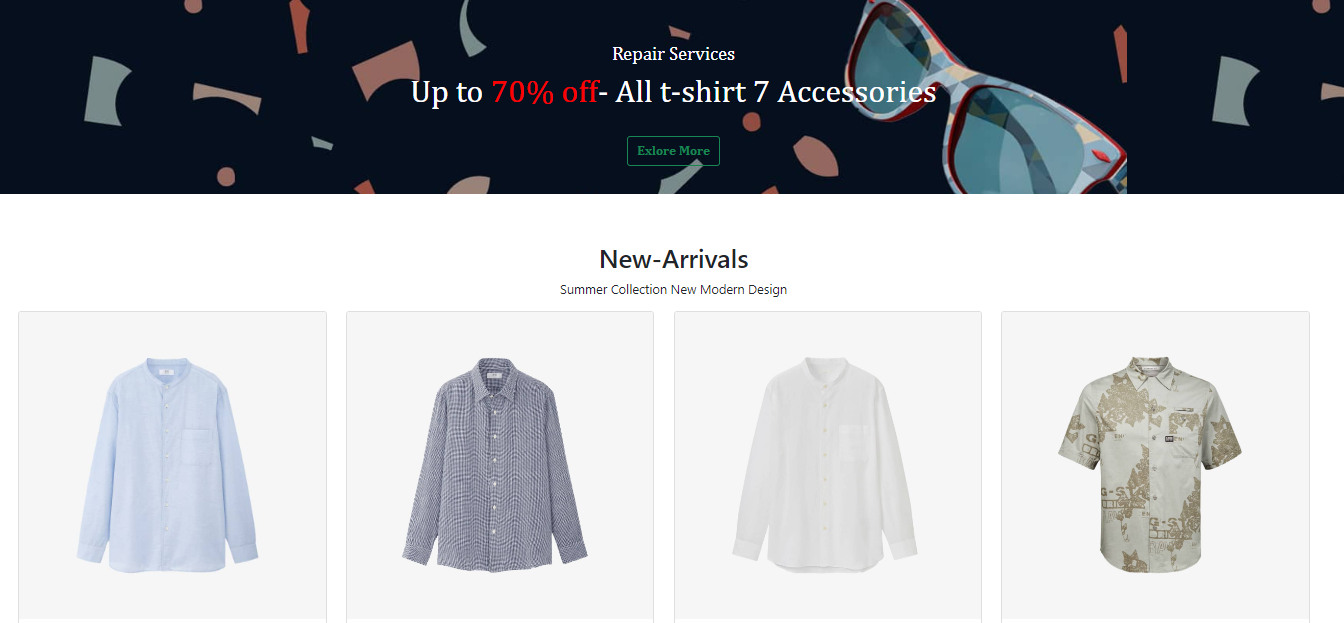 Repair Services
Up to 70% off- All t-shirt 7 Accessories
Exlore More
New-Arrivals
Summer Collection New Modern Design